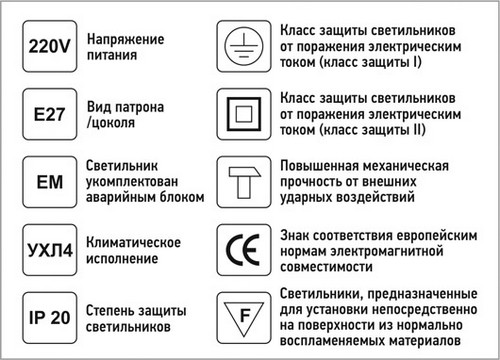 220V
Напряжение
питания
E27
Вид патрона
/цоколя
EM
Светильник
укомплектован
аварийным блоком
УХЛ4
Климатическое
исполнение
IP 20
Степень защиты
светильников
Класс защиты светильников
от поражения электрическим
током (класс защиты I)
Класс защиты светильников
от поражения электрическим
током (класс защиты II)
Повышенная механическая
прочность от внешних
ударных воздействий
CE
Знак соответствия европейским
нормам электромагнитной
совместимости
F
Светильники, предназначенные
для установки непосредственно
на поверхности из нормально
воспламеняемых материалов